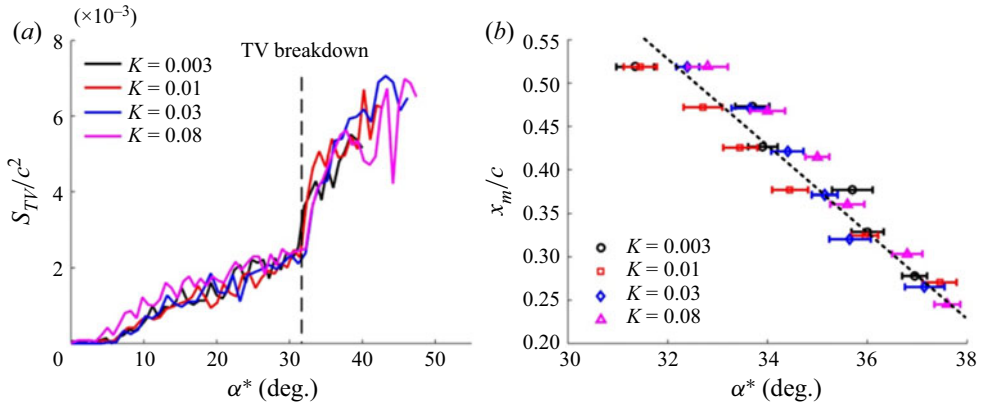 (a)
(×10⁻³)
8
6
4
2
S_TV/c²
TV breakdown
K = 0.003
K = 0.01
K = 0.03
K = 0.08
0 10 20 30 40 50
α* (deg.)
(b)
0.55
0.50
0.45
0.40
0.35
0.30
0.25
0.20
x_m/c
K = 0.003
K = 0.01
K = 0.03
K = 0.08
30 32 34 36 38
α* (deg.)